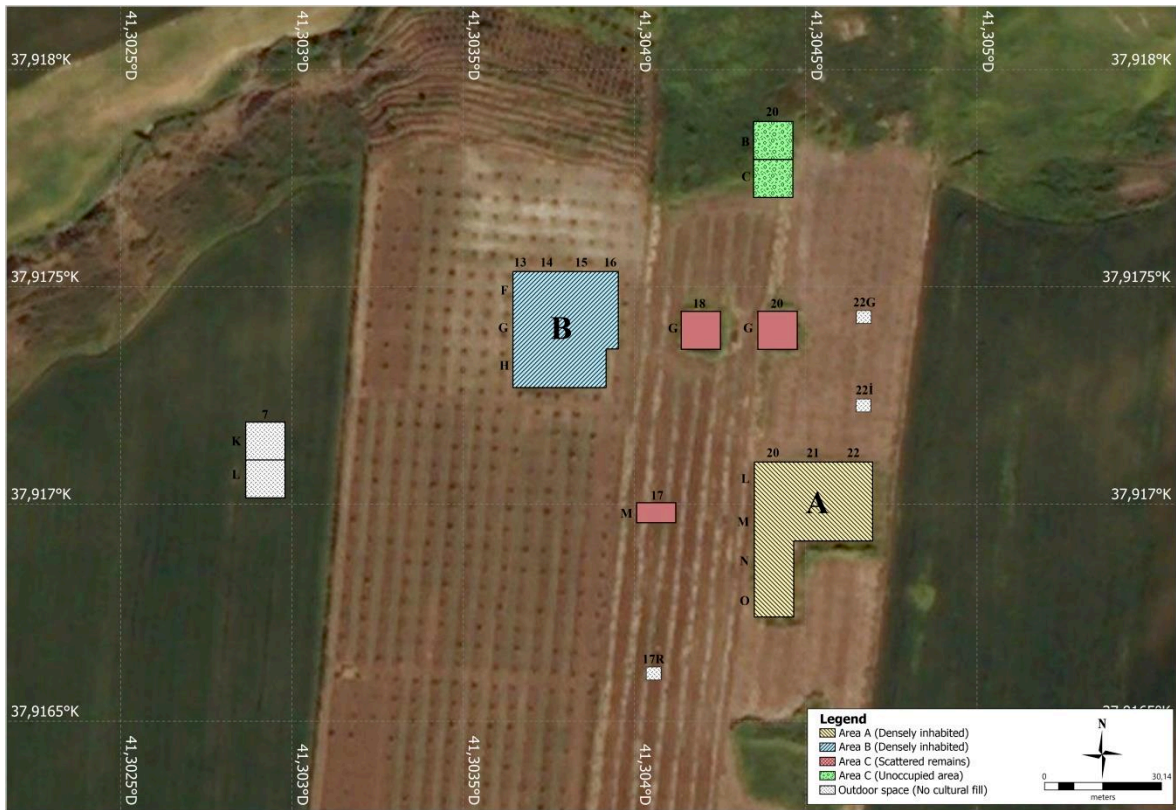 41,3025°D
41,303°D
41,3035°D
41,304°D
41,3045°D
41,305°D
37,918°K
37,918°K
20
B
C
37,9175°K
37,9175°K
13 14 15 16
F
G
H
B
18
G
20
G
22G
22İ
7
K
L
20 21 22
L
M
N
O
A
17
M
37,917°K
37,917°K
17R
37,9165°K
37,9165°K
41,3025°D
41,303°D
41,3035°D
41,304°D
Legend
Area A (Densely inhabited)
Area B (Densely inhabited)
Area C (Scattered remains)
Area C (Unoccupied area)
Outdoor space (No cultural fill)
N
0 30.14
meters